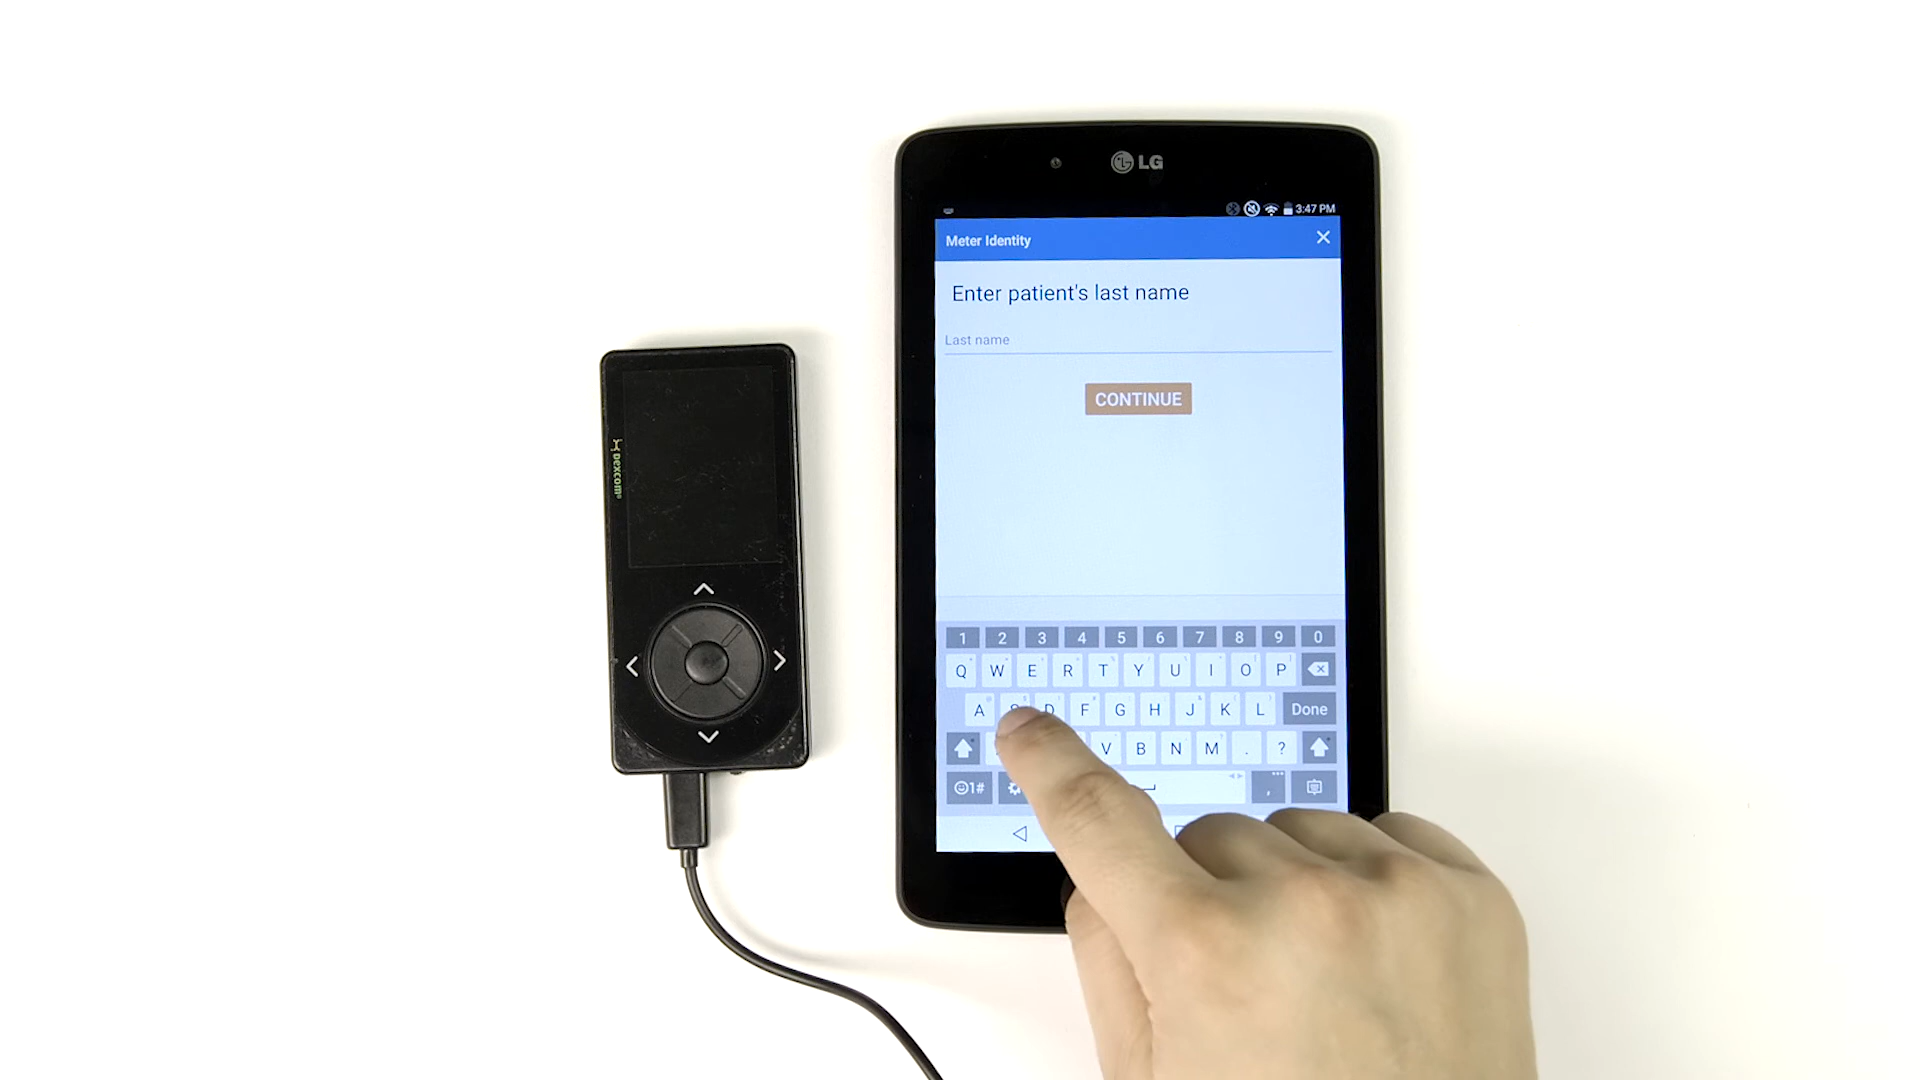 LG
3:47 PM
Meter Identity
Enter patient's last name
Last name
CONTINUE
Dexcom
1 2 3 4 5 6 7 8 9 0
Q W E R T Y U I O P
A S D F G H J K L Done
V B N M . ?
1# ,